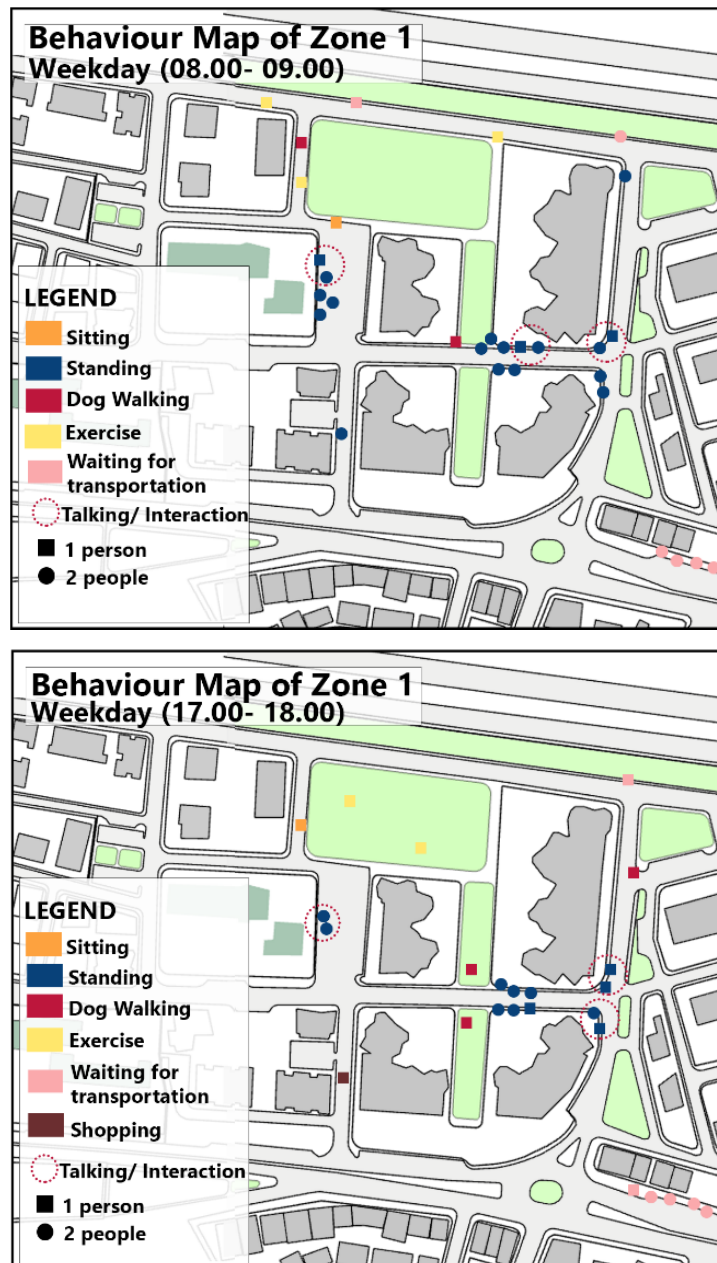 Behaviour Map of Zone 1
Weekday (08.00- 09.00)
LEGEND
Sitting
Standing
Dog Walking
Exercise
Waiting for
transportation
Talking/ Interaction
1 person
2 people
Behaviour Map of Zone 1
Weekday (17.00- 18.00)
LEGEND
Sitting
Standing
Dog Walking
Exercise
Waiting for
transportation
Shopping
Talking/ Interaction
1 person
2 people